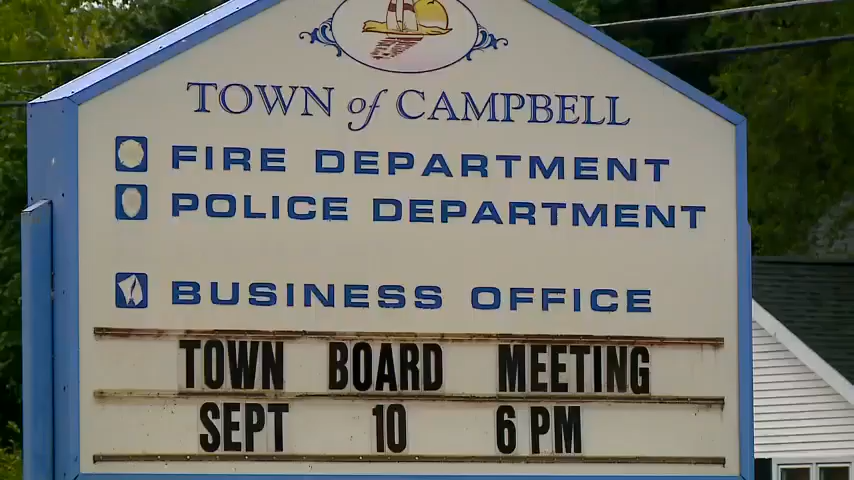 TOWN of CAMPBELL
FIRE DEPARTMENT
POLICE DEPARTMENT
BUSINESS OFFICE
TOWN BOARD MEETING
SEPT 10 6 PM